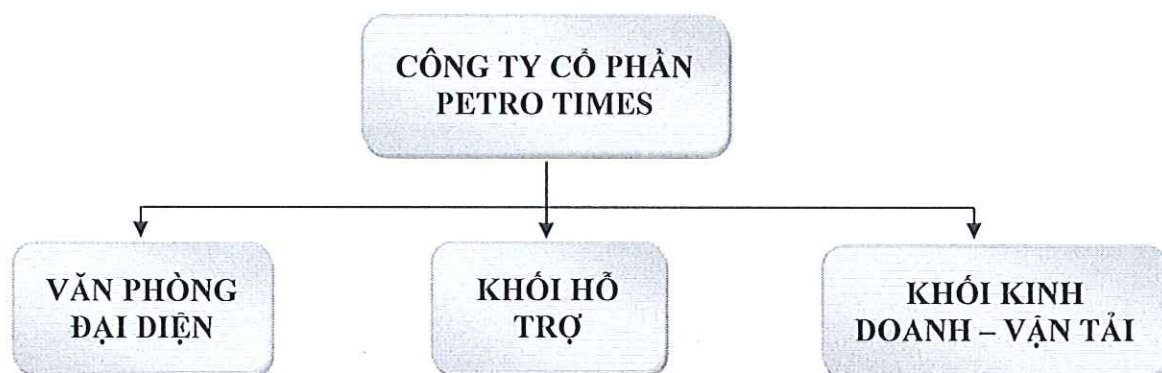 CÔNG TY CỔ PHẦN
PETRO TIMES
VĂN PHÒNG
ĐẠI DIỆN
KHỐI HỖ
TRỢ
KHỐI KINH
DOANH – VẬN TẢI